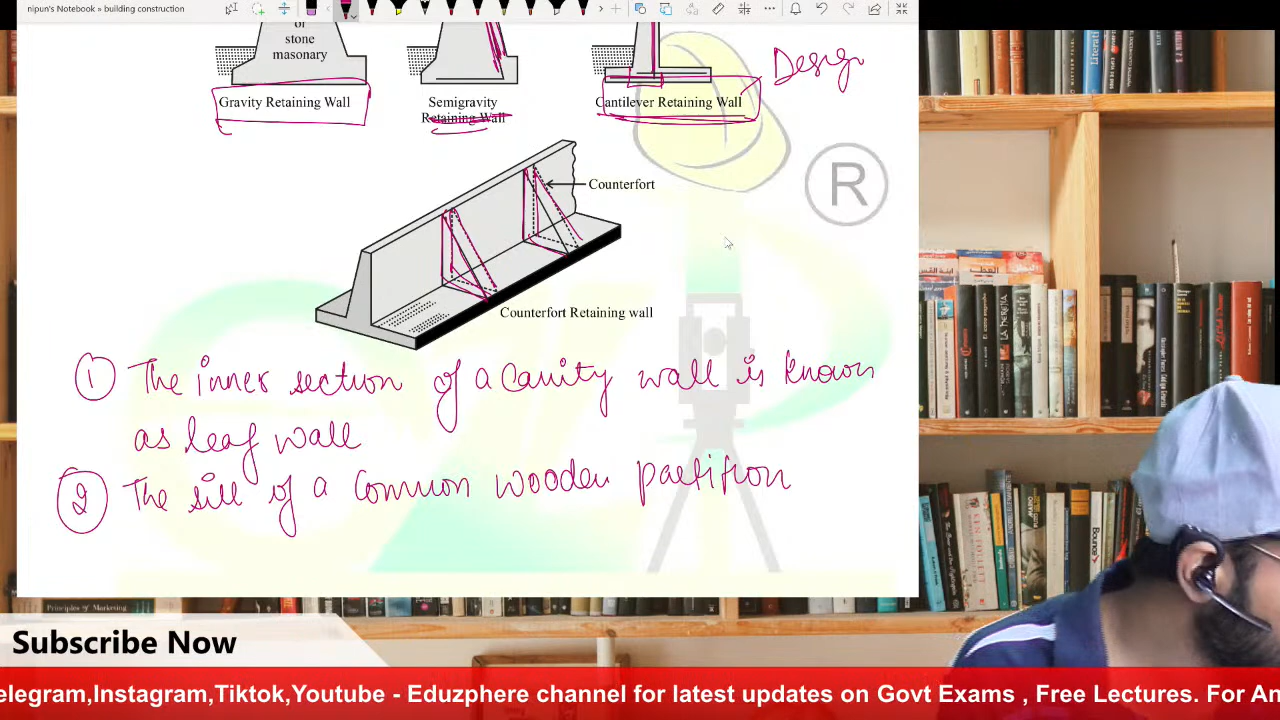 nipun's Notebook » building construction
or
stone
masonary
Design
Gravity Retaining Wall
Semigravity
Retaining Wall
Cantilever Retaining Wall
Counterfort
R
Counterfort Retaining wall
① The inner section of a cavity wall is known
as leaf wall
② The sill of a common wooden partition
Principles of Marketing
Subscribe Now
elegram,Instagram,Tiktok,Youtube - Eduzphere channel for latest updates on Govt Exams , Free Lectures. For An